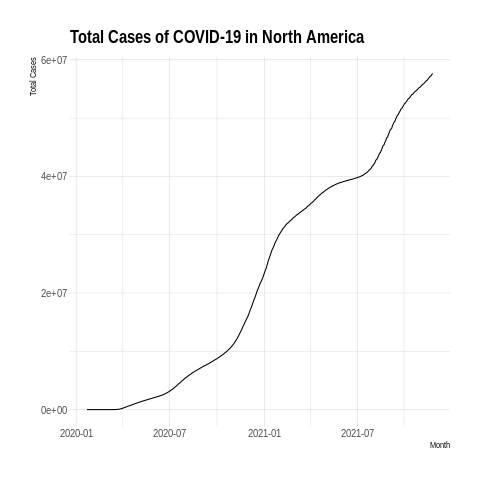 Total Cases of COVID-19 in North America
Total Cases
6e+07
4e+07
2e+07
0e+00
2020-01 2020-07 2021-01 2021-07
Month